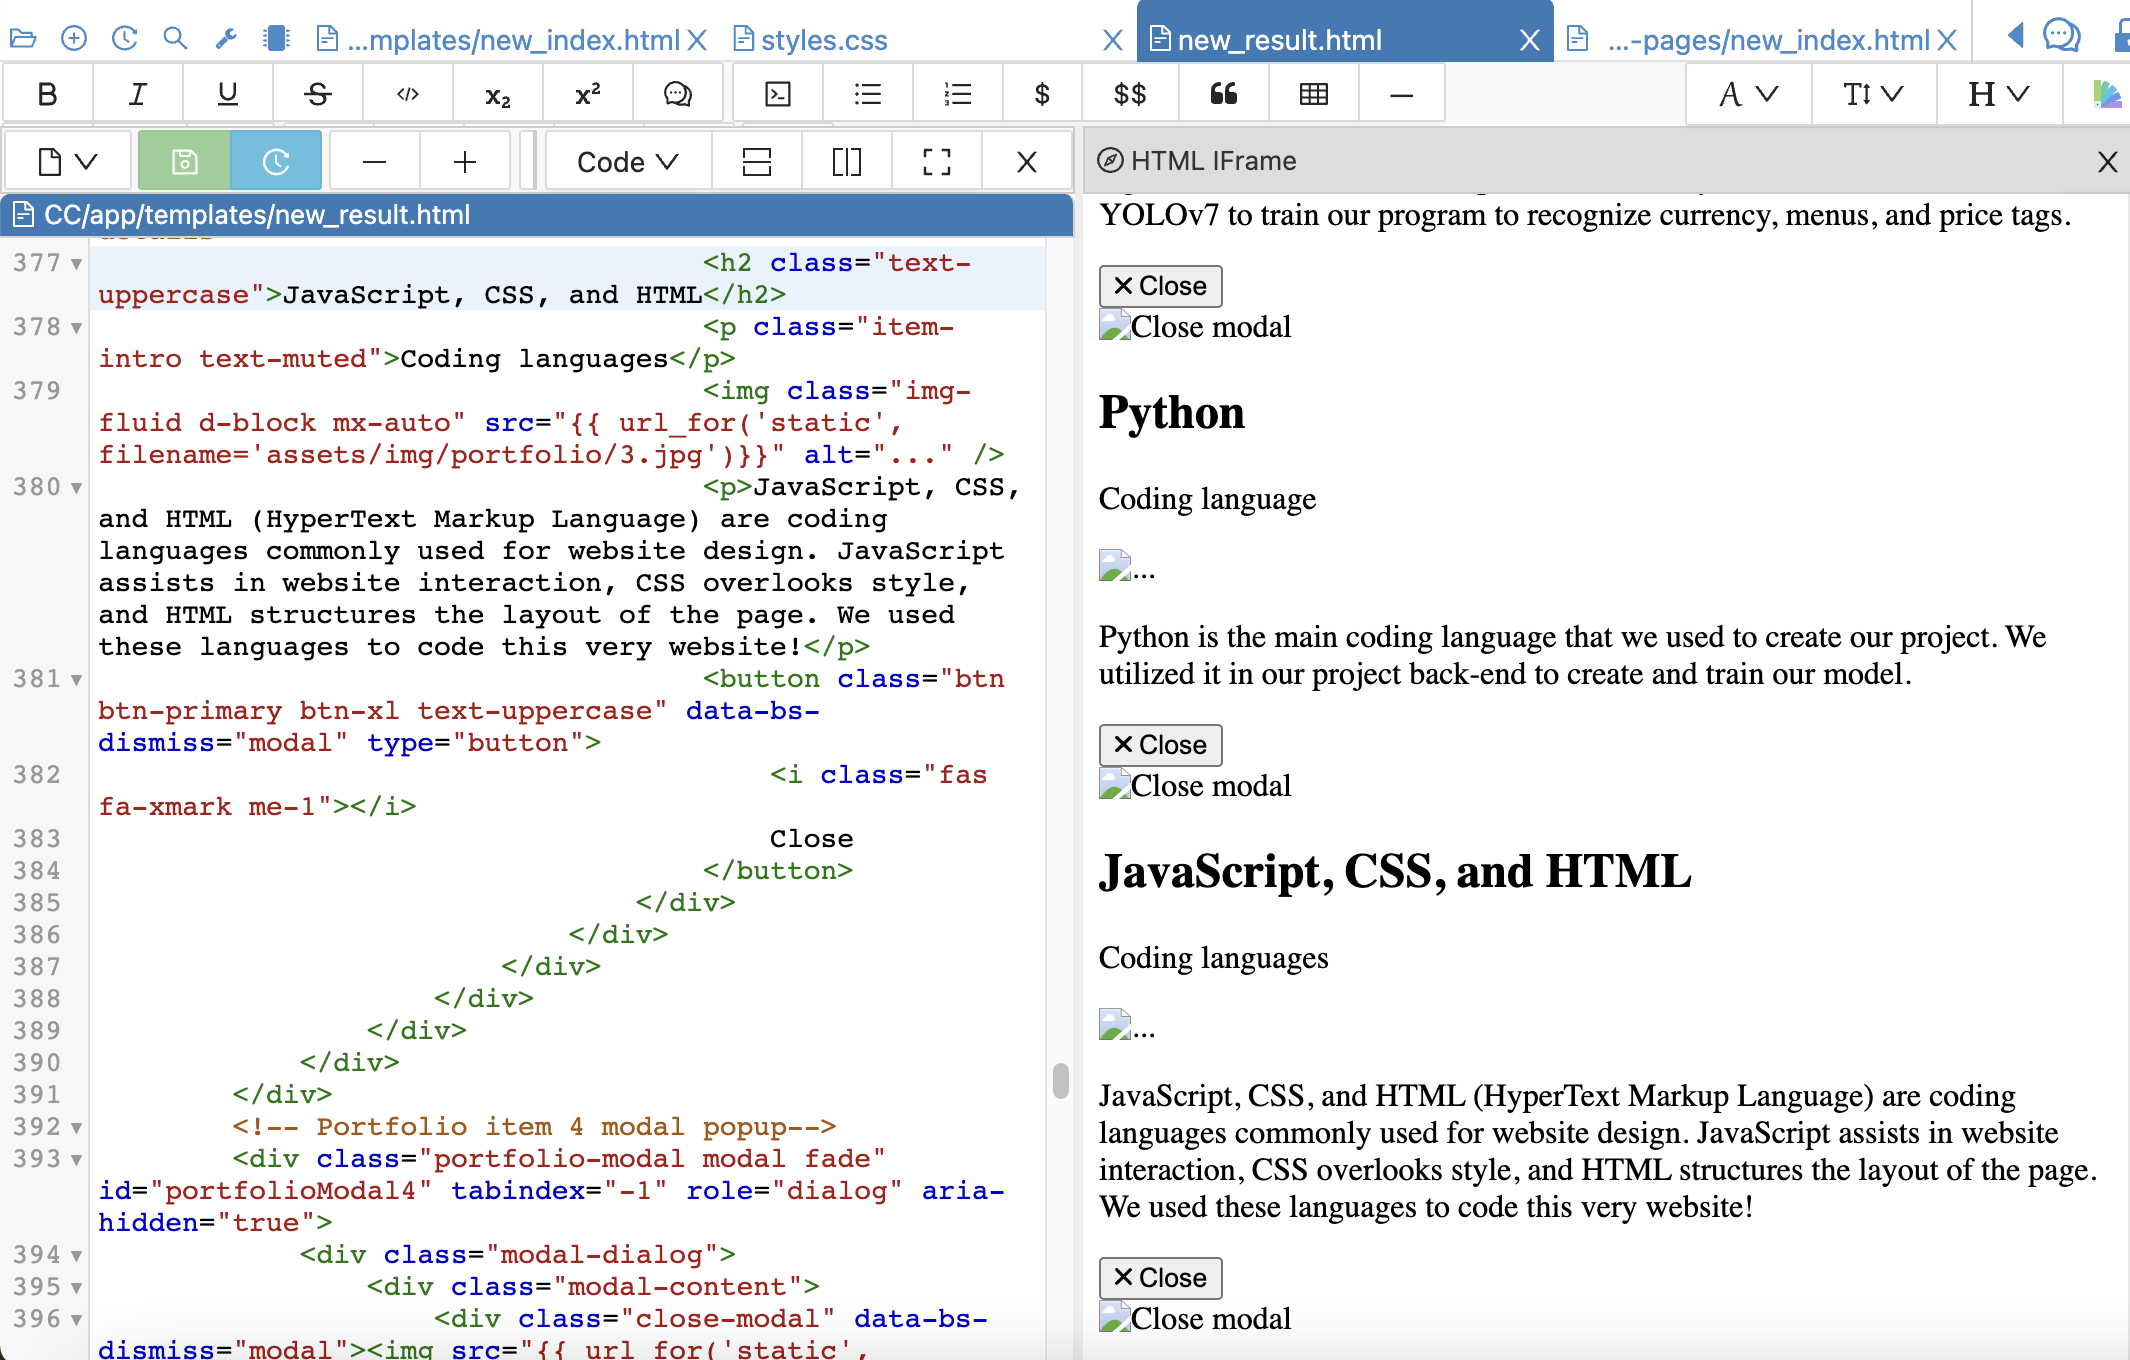 ...mplates/new_index.html X
styles.css X
new_result.html X
...-pages/new_index.html X
B I U S </> x₂ x² $ $$ A T H
Code
X
HTML IFrame X
CC/app/templates/new_result.html
377 <h2 class="text-
uppercase">JavaScript, CSS, and HTML</h2>
378 <p class="item-
intro text-muted">Coding languages</p>
379 <img class="img-
fluid d-block mx-auto" src="{{ url_for('static',
filename='assets/img/portfolio/3.jpg')}}" alt="..." />
380 <p>JavaScript, CSS,
and HTML (HyperText Markup Language) are coding
languages commonly used for website design. JavaScript
assists in website interaction, CSS overlooks style,
and HTML structures the layout of the page. We used
these languages to code this very website!</p>
381 <button class="btn
btn-primary btn-xl text-uppercase" data-bs-
dismiss="modal" type="button">
382 <i class="fas
fa-xmark me-1"></i>
383 Close
384 </button>
385 </div>
386 </div>
387 </div>
388 </div>
389 </div>
390 </div>
391 </div>
392 <!-- Portfolio item 4 modal popup-->
393 <div class="portfolio-modal modal fade"
id="portfolioModal4" tabindex="-1" role="dialog" aria-
hidden="true">
394 <div class="modal-dialog">
395 <div class="modal-content">
396 <div class="close-modal" data-bs-
dismiss="modal"><img src="{{ url_for('static',
YOLOv7 to train our program to recognize currency, menus, and price tags.
✕ Close
Close modal
Python
Coding language
...
Python is the main coding language that we used to create our project. We
utilized it in our project back-end to create and train our model.
✕ Close
Close modal
JavaScript, CSS, and HTML
Coding languages
...
JavaScript, CSS, and HTML (HyperText Markup Language) are coding
languages commonly used for website design. JavaScript assists in website
interaction, CSS overlooks style, and HTML structures the layout of the page.
We used these languages to code this very website!
✕ Close
Close modal